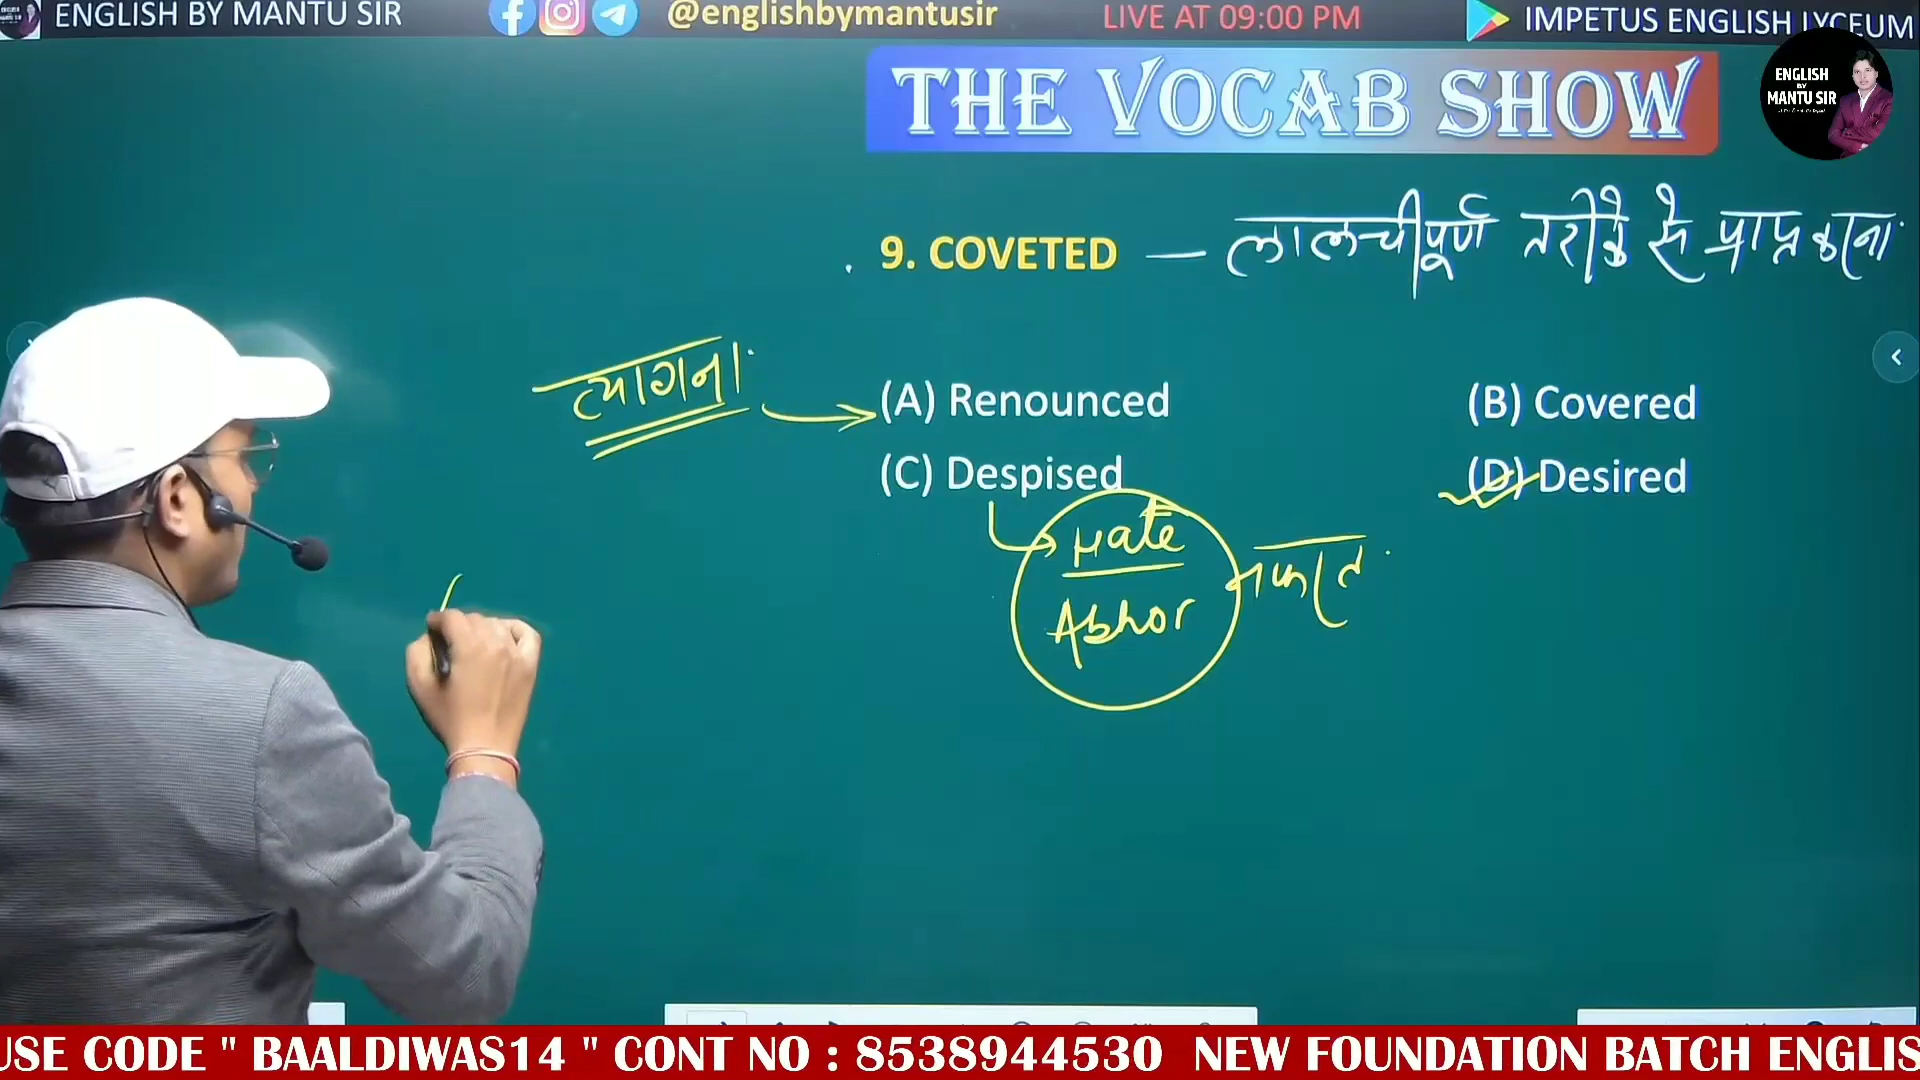 ENGLISH BY MANTU SIR @englishbymantusir LIVE AT 09:00 PM IMPETUS ENGLISH LYCEUM
THE VOCAB SHOW
ENGLISH
BY
MANTU SIR
9. COVETED — लालचीपूर्ण तरीके से प्राप्त करना
त्यागना
(A) Renounced (B) Covered
(C) Despised (D) Desired
Hate
Abhor नफरत
USE CODE " BAALDIWAS14 " CONT NO : 8538944530 NEW FOUNDATION BATCH ENGLIS